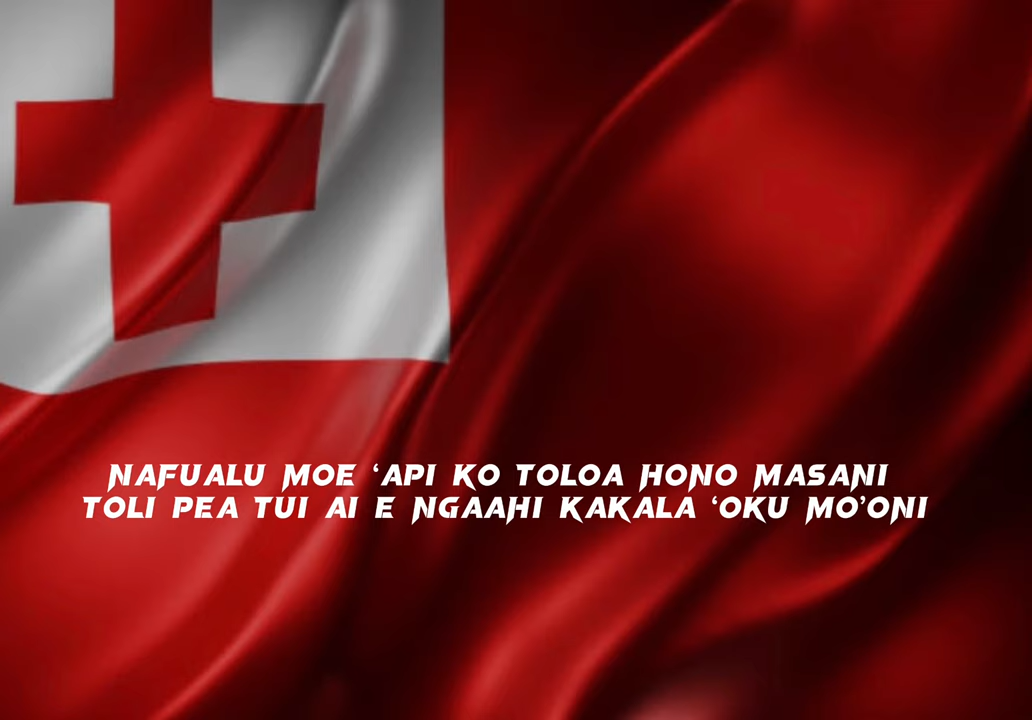 NAFUALU MOE ‘API KO TOLOA HONO MASANI
TOLI PEA TUI AI E NGAAHI KAKALA ‘OKU MO’ONI